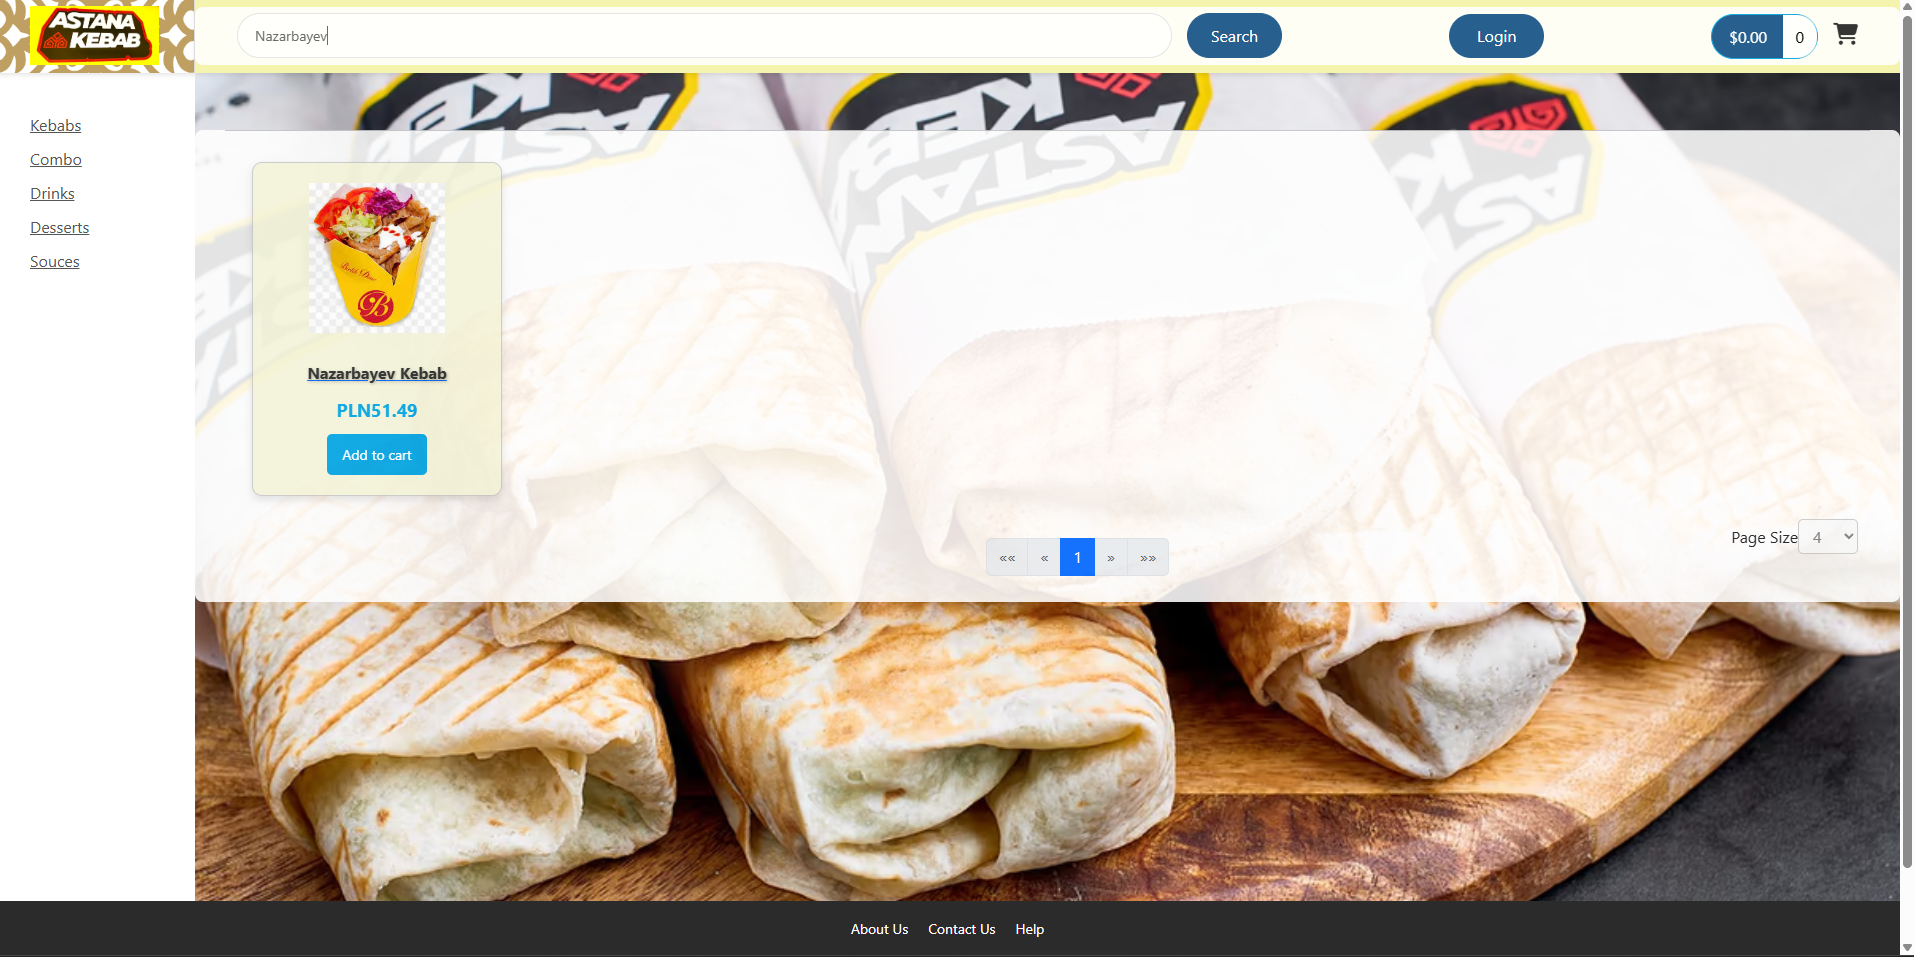 ASTANA
KEBAB
Nazarbayev
Search
Login
$0.00
0
Kebabs
Combo
Drinks
Desserts
Souces
B
Nazarbayev Kebab
PLN51.49
Add to cart
««
«
1
»
»»
Page Size
4
About Us
Contact Us
Help